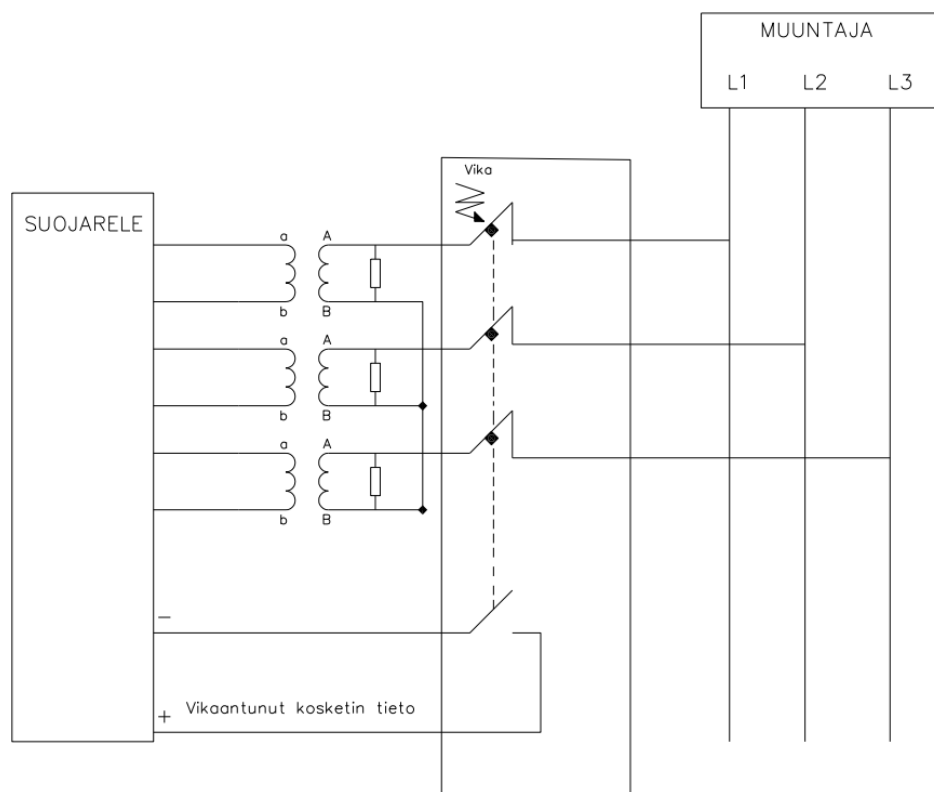 MUUNTAJA
L1 L2 L3
Vika
SUOJARELE
a A
b B
a A
b B
a A
b B
−
+ Vikaantunut kosketin tieto